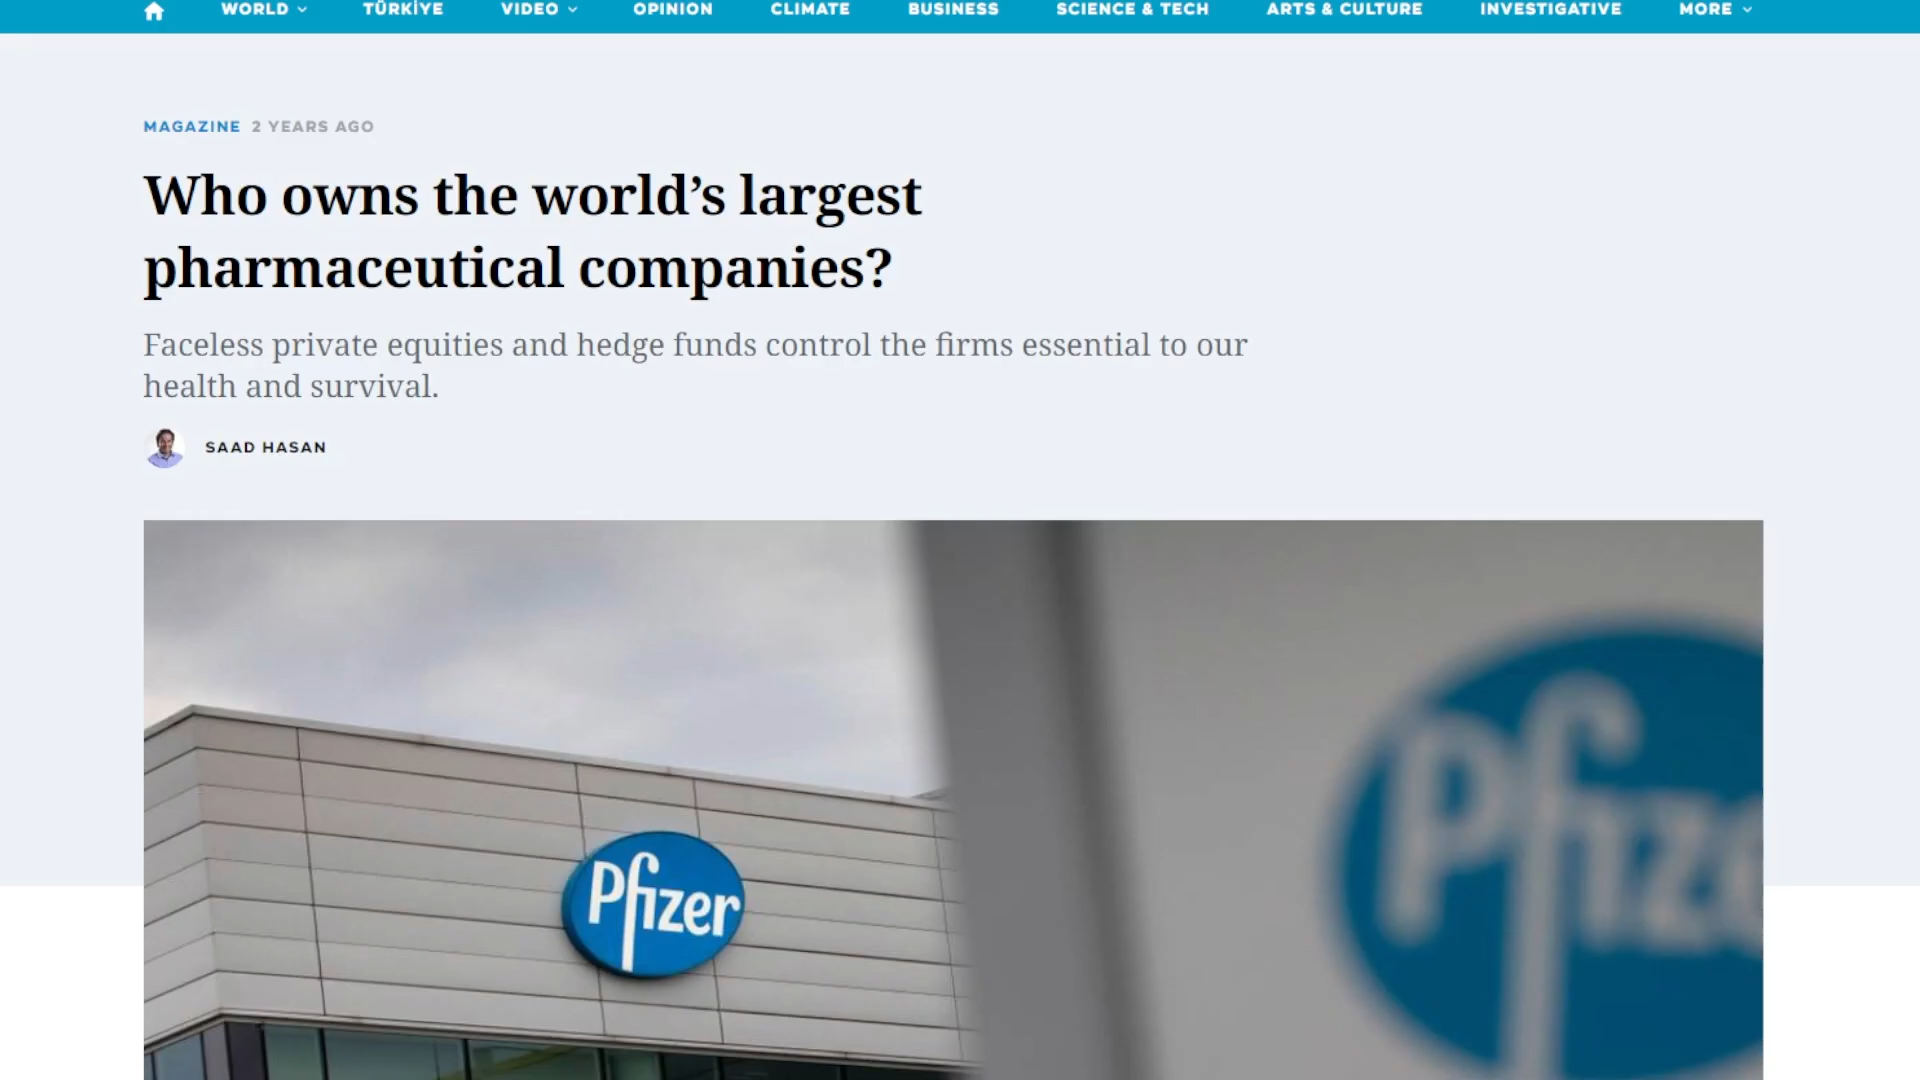 WORLD TÜRKİYE VIDEO OPINION CLIMATE BUSINESS SCIENCE & TECH ARTS & CULTURE INVESTIGATIVE MORE
MAGAZINE 2 YEARS AGO
Who owns the world’s largest
pharmaceutical companies?
Faceless private equities and hedge funds control the firms essential to our
health and survival.
SAAD HASAN
Pfizer
Pfize